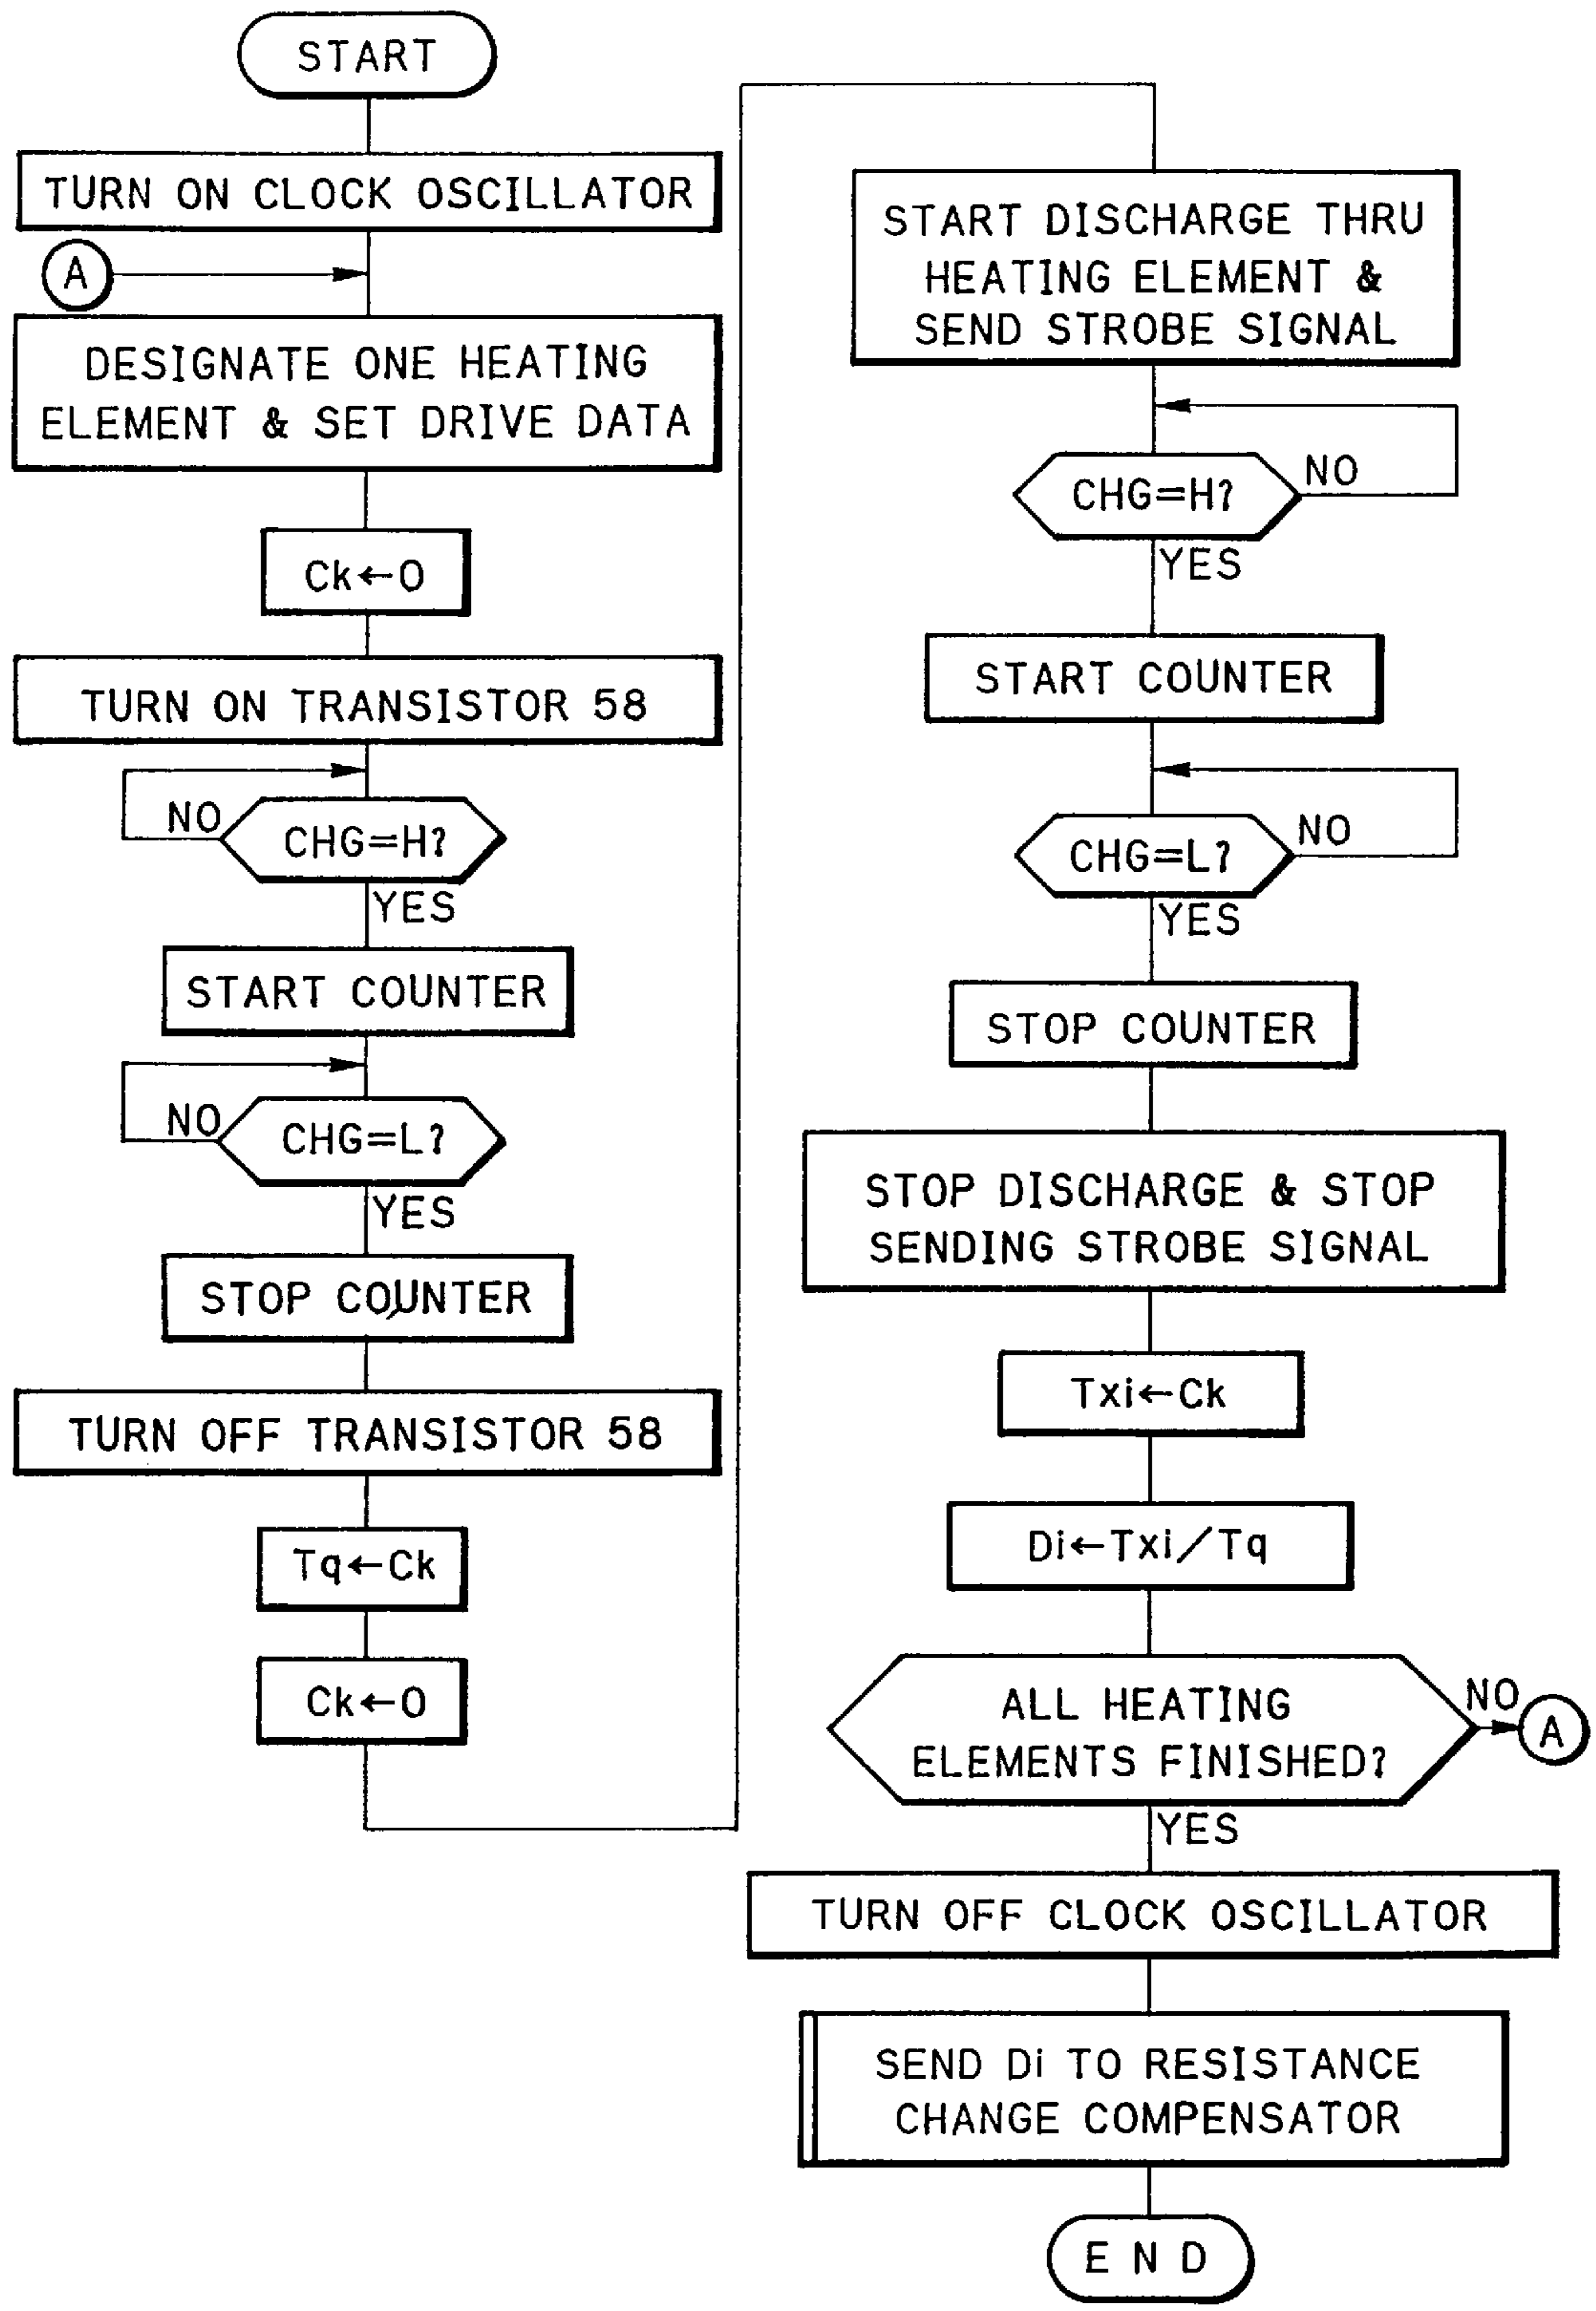 START
TURN ON CLOCK OSCILLATOR
A
DESIGNATE ONE HEATING
ELEMENT & SET DRIVE DATA
Ck←0
TURN ON TRANSISTOR 58
NO
CHG=H?
YES
START COUNTER
NO
CHG=L?
YES
STOP COUNTER
TURN OFF TRANSISTOR 58
Tq←Ck
Ck←0
START DISCHARGE THRU
HEATING ELEMENT &
SEND STROBE SIGNAL
CHG=H?
NO
YES
START COUNTER
CHG=L?
NO
YES
STOP COUNTER
STOP DISCHARGE & STOP
SENDING STROBE SIGNAL
Txi←Ck
Di←Txi/Tq
ALL HEATING
ELEMENTS FINISHED?
NO
A
YES
TURN OFF CLOCK OSCILLATOR
SEND Di TO RESISTANCE
CHANGE COMPENSATOR
END